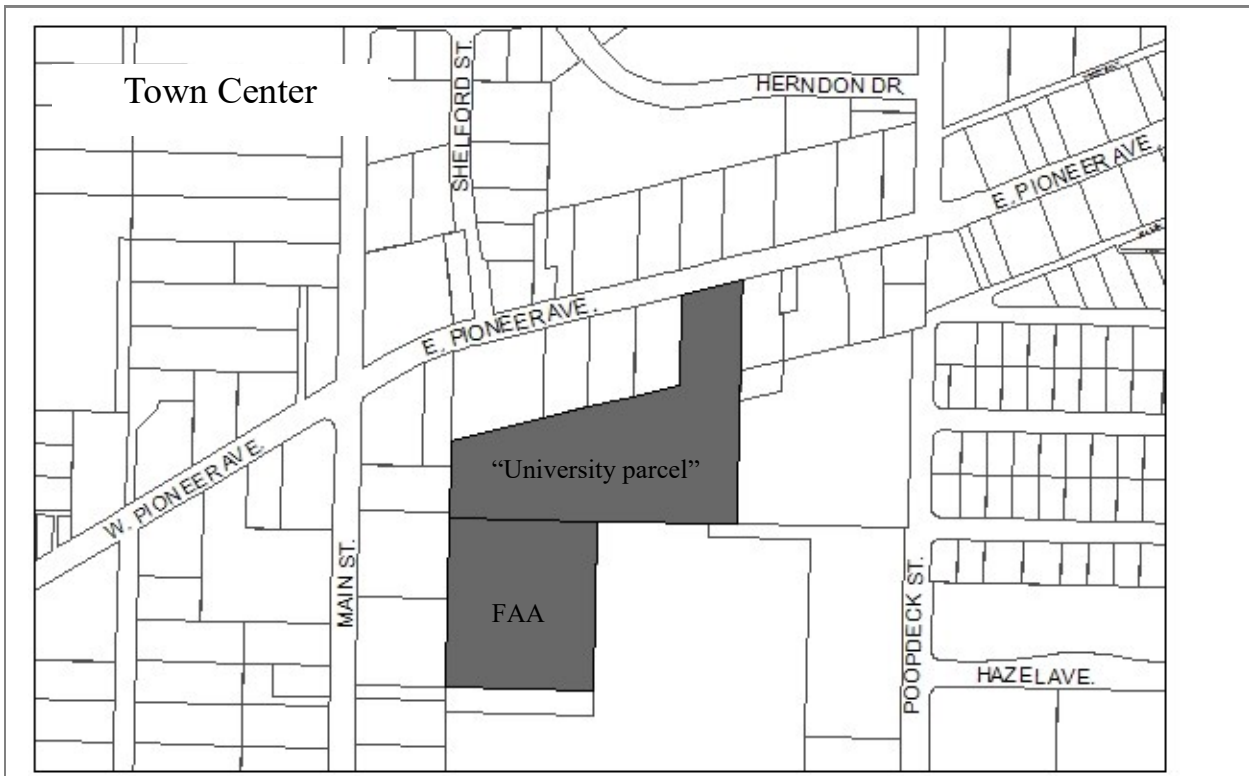 Town Center
SHELFORD ST.
HERNDON DR.
E. PIONEER AVE.
E. PIONEER AVE.
"University parcel"
W. PIONEER AVE.
MAIN ST.
FAA
POOPDECK ST.
HAZEL AVE.